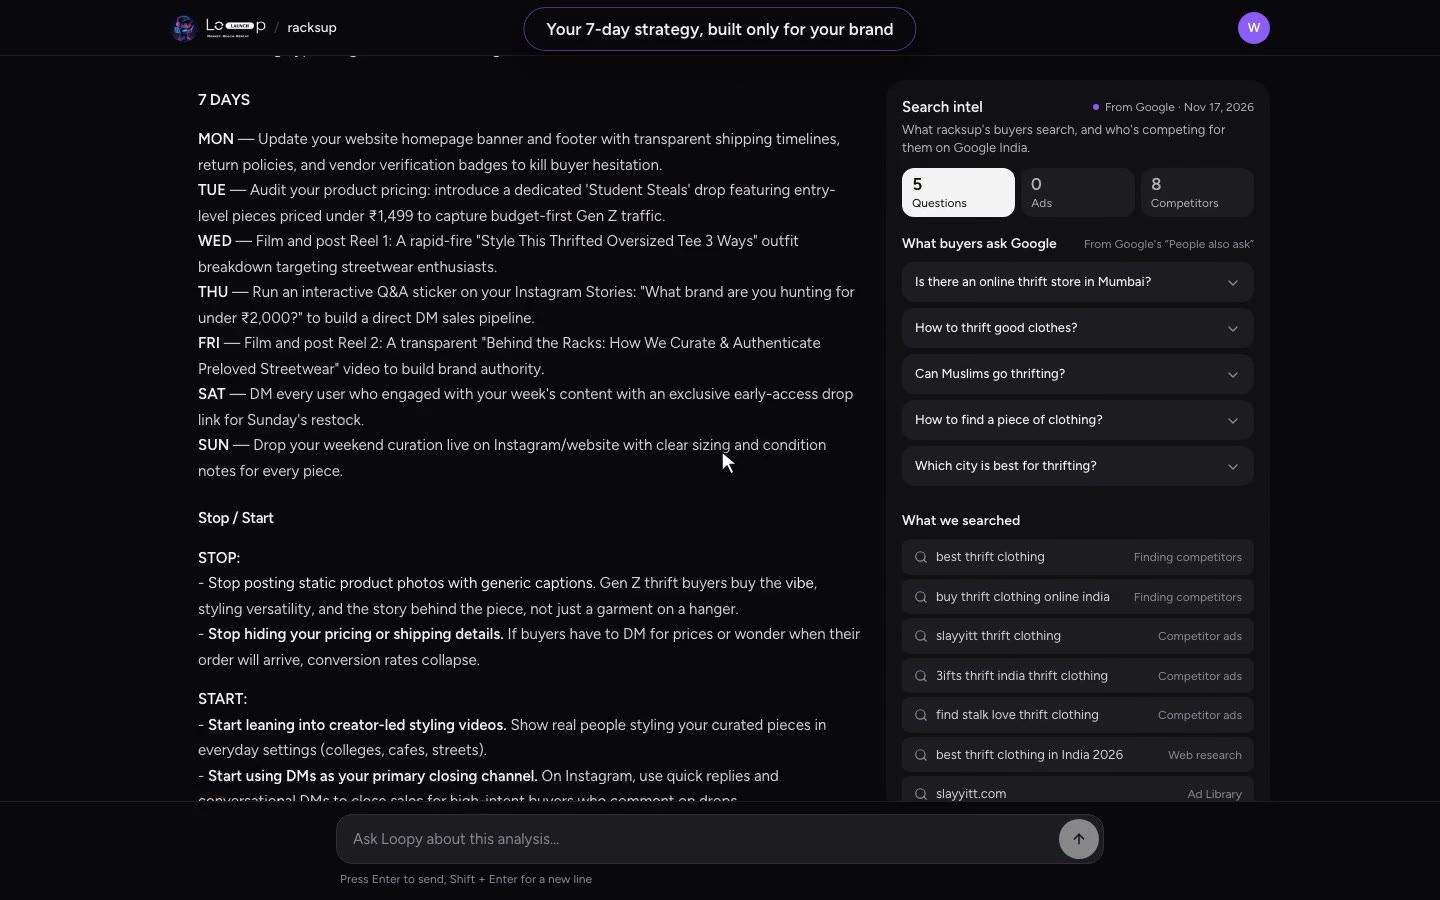 Looop
LAUNCH
/ racksup
Your 7-day strategy, built only for your brand
W
7 DAYS
MON — Update your website homepage banner and footer with transparent shipping timelines,
return policies, and vendor verification badges to kill buyer hesitation.
TUE — Audit your product pricing: introduce a dedicated 'Student Steals' drop featuring entry-
level pieces priced under ₹1,499 to capture budget-first Gen Z traffic.
WED — Film and post Reel 1: A rapid-fire "Style This Thrifted Oversized Tee 3 Ways" outfit
breakdown targeting streetwear enthusiasts.
THU — Run an interactive Q&A sticker on your Instagram Stories: "What brand are you hunting for
under ₹2,000?" to build a direct DM sales pipeline.
FRI — Film and post Reel 2: A transparent "Behind the Racks: How We Curate & Authenticate
Preloved Streetwear" video to build brand authority.
SAT — DM every user who engaged with your week's content with an exclusive early-access drop
link for Sunday's restock.
SUN — Drop your weekend curation live on Instagram/website with clear sizing and condition
notes for every piece.
Stop / Start
STOP:
- Stop posting static product photos with generic captions. Gen Z thrift buyers buy the vibe,
styling versatility, and the story behind the piece, not just a garment on a hanger.
- Stop hiding your pricing or shipping details. If buyers have to DM for prices or wonder when their
order will arrive, conversion rates collapse.
START:
- Start leaning into creator-led styling videos. Show real people styling your curated pieces in
everyday settings (colleges, cafes, streets).
- Start using DMs as your primary closing channel. On Instagram, use quick replies and
conversational DMs to close sales for high-intent buyers who comment on drops.
Search intel
From Google · Nov 17, 2026
What racksup's buyers search, and who's competing for
them on Google India.
5
Questions
0
Ads
8
Competitors
What buyers ask Google
From Google's "People also ask"
Is there an online thrift store in Mumbai?
How to thrift good clothes?
Can Muslims go thrifting?
How to find a piece of clothing?
Which city is best for thrifting?
What we searched
best thrift clothing
Finding competitors
buy thrift clothing online india
Finding competitors
slayyitt thrift clothing
Competitor ads
3ifts thrift india thrift clothing
Competitor ads
find stalk love thrift clothing
Competitor ads
best thrift clothing in India 2026
Web research
slayyitt.com
Ad Library
Ask Loopy about this analysis...
Press Enter to send, Shift + Enter for a new line